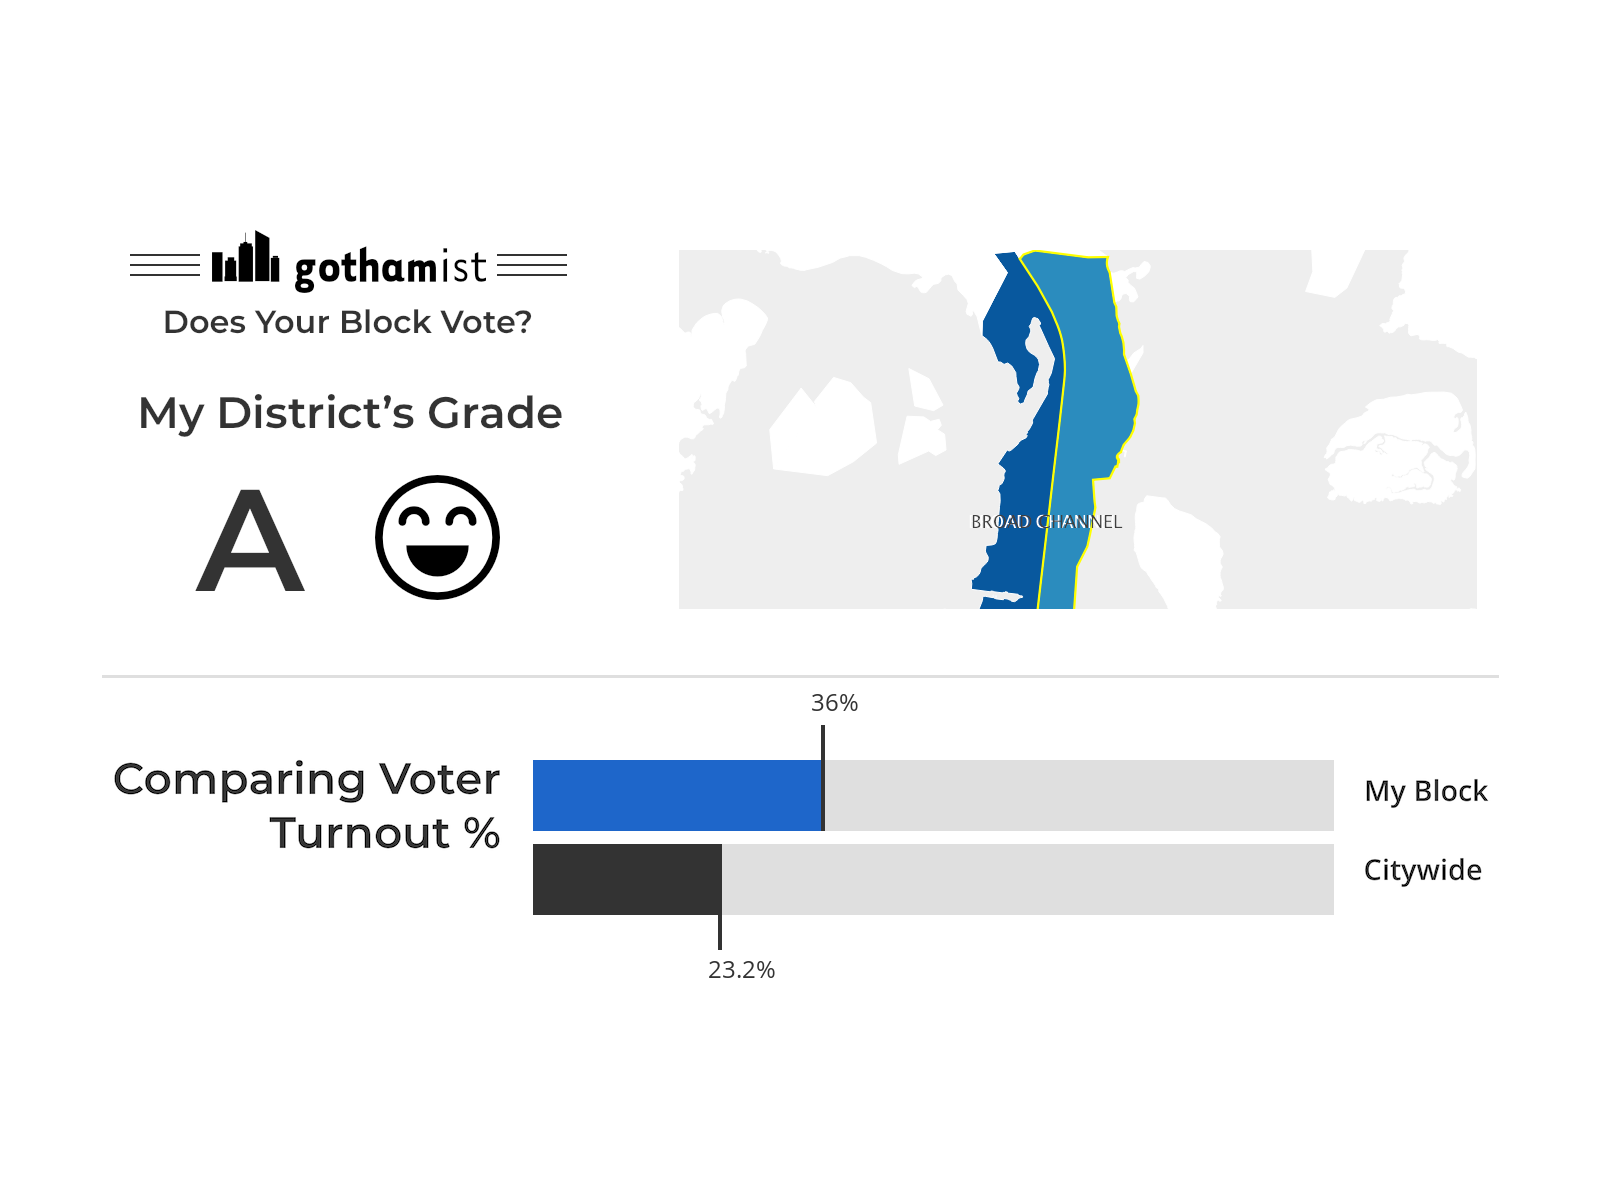 gothamist
Does Your Block Vote?
My District’s Grade
A
BROAD CHANNEL
36%
Comparing Voter
Turnout %
My Block
Citywide
23.2%